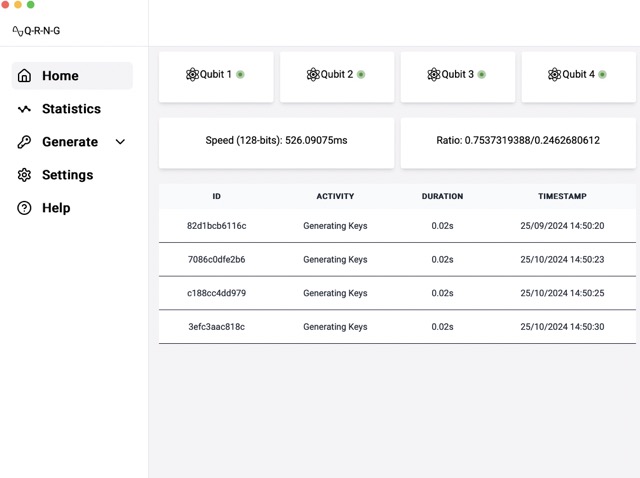 Q-R-N-G
Home
Statistics
Generate
Settings
Help
Qubit 1 Qubit 2 Qubit 3 Qubit 4
Speed (128-bits): 526.09075ms Ratio: 0.7537319388/0.2462680612
ID ACTIVITY DURATION TIMESTAMP
82d1bcb6116c Generating Keys 0.02s 25/09/2024 14:50:20
7086c0dfe2b6 Generating Keys 0.02s 25/10/2024 14:50:23
c188cc4dd979 Generating Keys 0.02s 25/10/2024 14:50:25
3efc3aac818c Generating Keys 0.02s 25/10/2024 14:50:30